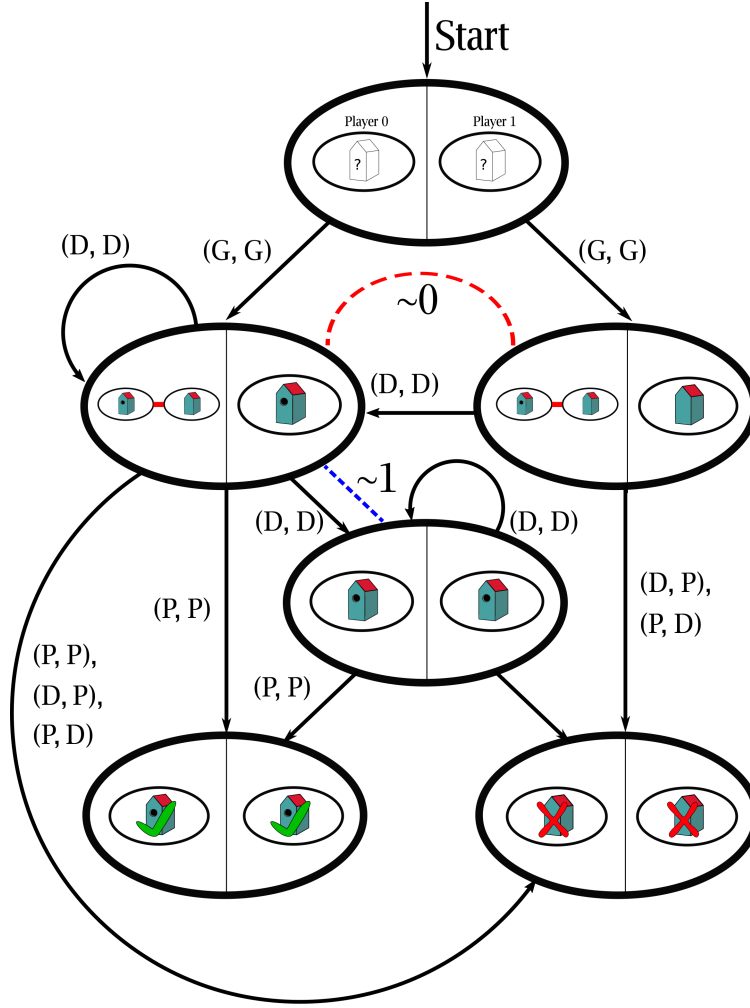 Start
Player 0
Player 1
?
?
(D, D)
(G, G)
(G, G)
~0
(D, D)
~1
(D, D)
(D, D)
(D, P),
(P, D)
(P, P)
(P, P),
(D, P),
(P, D)
(P, P)